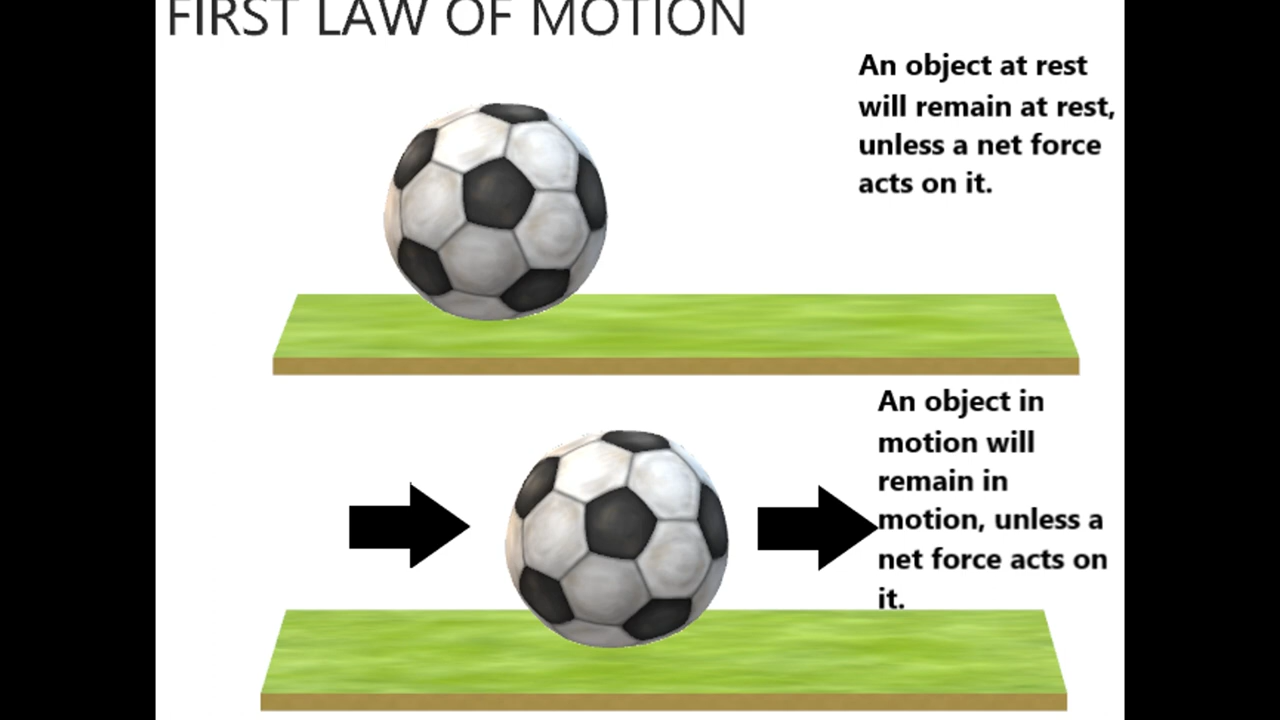 FIRST LAW OF MOTION
An object at rest
will remain at rest,
unless a net force
acts on it.
An object in
motion will
remain in
motion, unless a
net force acts on
it.